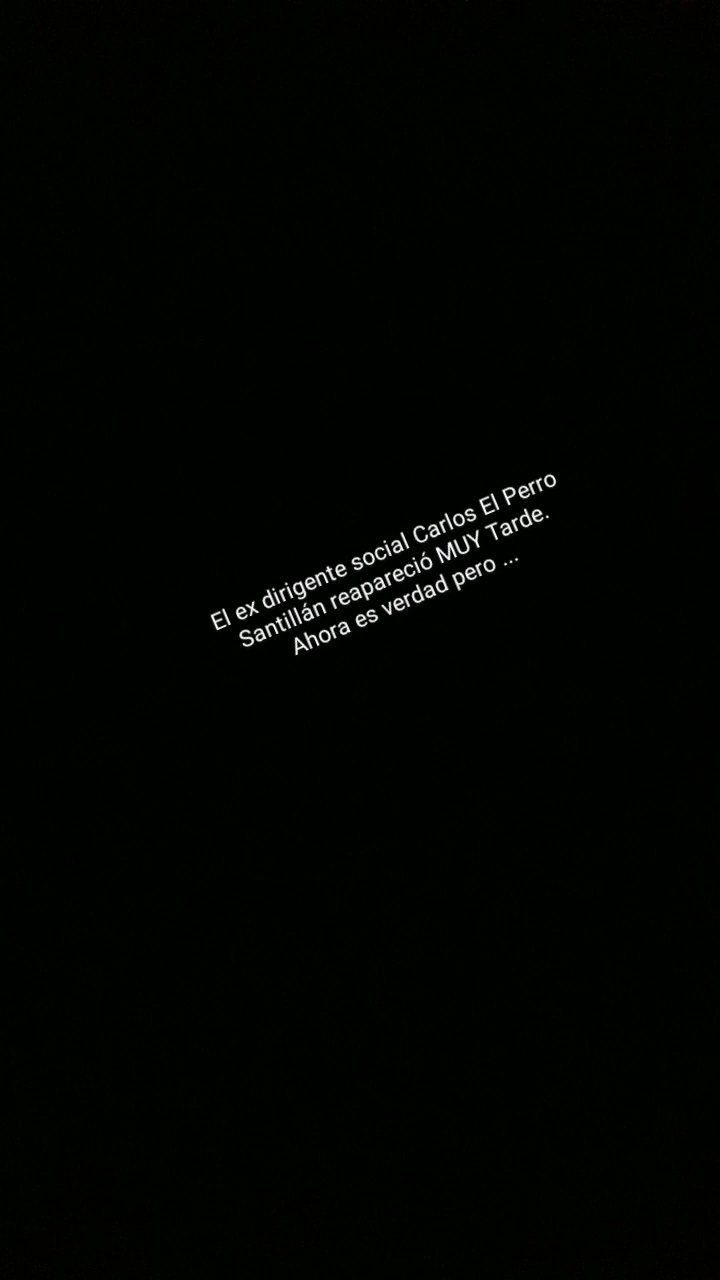 El ex dirigente social Carlos El Perro
Santillán reapareció MUY Tarde.
Ahora es verdad pero ...